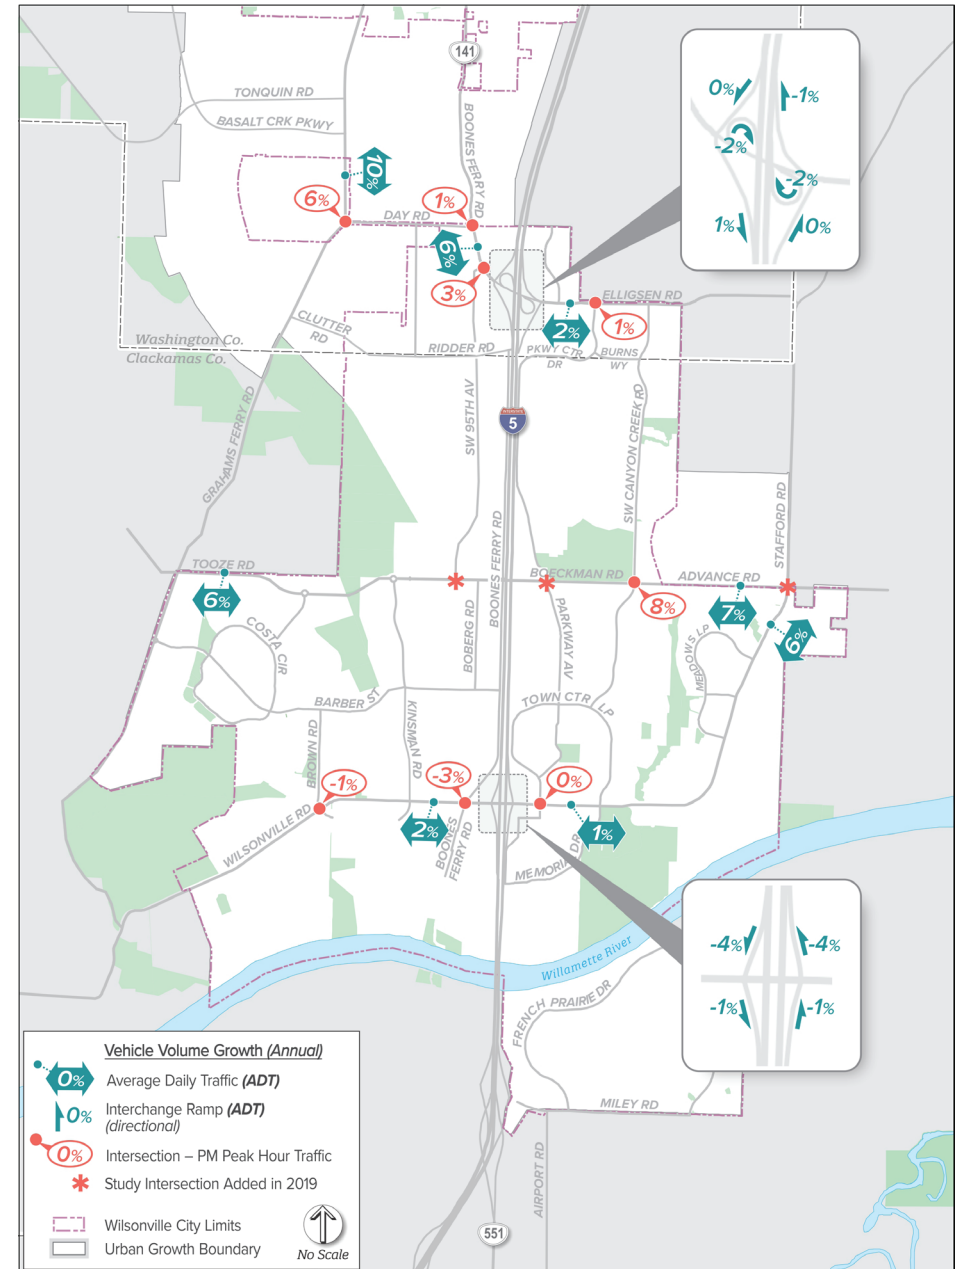 141
TONQUIN RD
BASALT CRK PKWY
BOONES FERRY RD
10%
6%
1%
DAY RD
6%
3%
ELLIGSEN RD
2%
1%
0%
-1%
-2%
-2%
1%
0%
CLUTTER
RD
Washington Co.
Clackamas Co.
RIDDER RD
PKWY CTR
DR
BURNS
WY
SW 95TH AV
INTERSTATE
5
GRAHAMS FERRY RD
SW CANYON CREEK RD
STAFFORD RD
BOONES FERRY RD
TOOZE RD
BOECKMAN RD
ADVANCE RD
6%
8%
7%
6%
COSTA CIR
BOBERG RD
PARKWAY AV
MEADOWS LP
BARBER ST
KINSMAN RD
TOWN CTR LP
BROWN RD
-1%
-3%
0%
WILSONVILLE RD
2%
1%
BOONES
FERRY RD
MEMORIAL DR
-4%
-4%
-1%
-1%
Willamette River
FRENCH PRAIRIE DR
MILEY RD
AIRPORT RD
551
Vehicle Volume Growth (Annual)
0% Average Daily Traffic (ADT)
0% Interchange Ramp (ADT)
(directional)
0% Intersection – PM Peak Hour Traffic
Study Intersection Added in 2019
Wilsonville City Limits
Urban Growth Boundary
No Scale